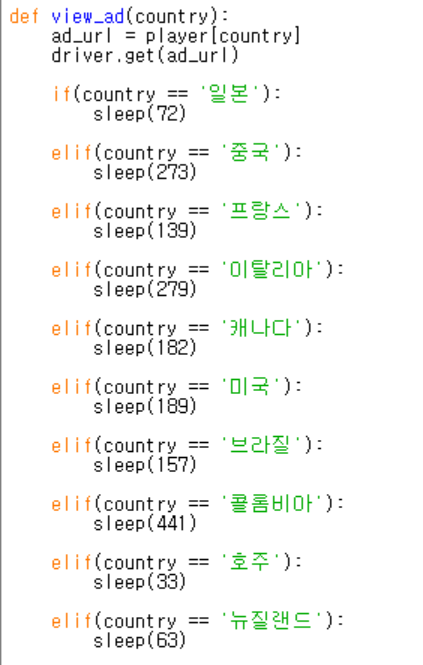 def view_ad(country):
    ad_url = player[country]
    driver.get(ad_url)

    if(country == '일본'):
        sleep(72)

    elif(country == '중국'):
        sleep(273)

    elif(country == '프랑스'):
        sleep(139)

    elif(country == '이탈리아'):
        sleep(279)

    elif(country == '캐나다'):
        sleep(182)

    elif(country == '미국'):
        sleep(189)

    elif(country == '브라질'):
        sleep(157)

    elif(country == '콜롬비아'):
        sleep(441)

    elif(country == '호주'):
        sleep(33)

    elif(country == '뉴질랜드'):
        sleep(63)